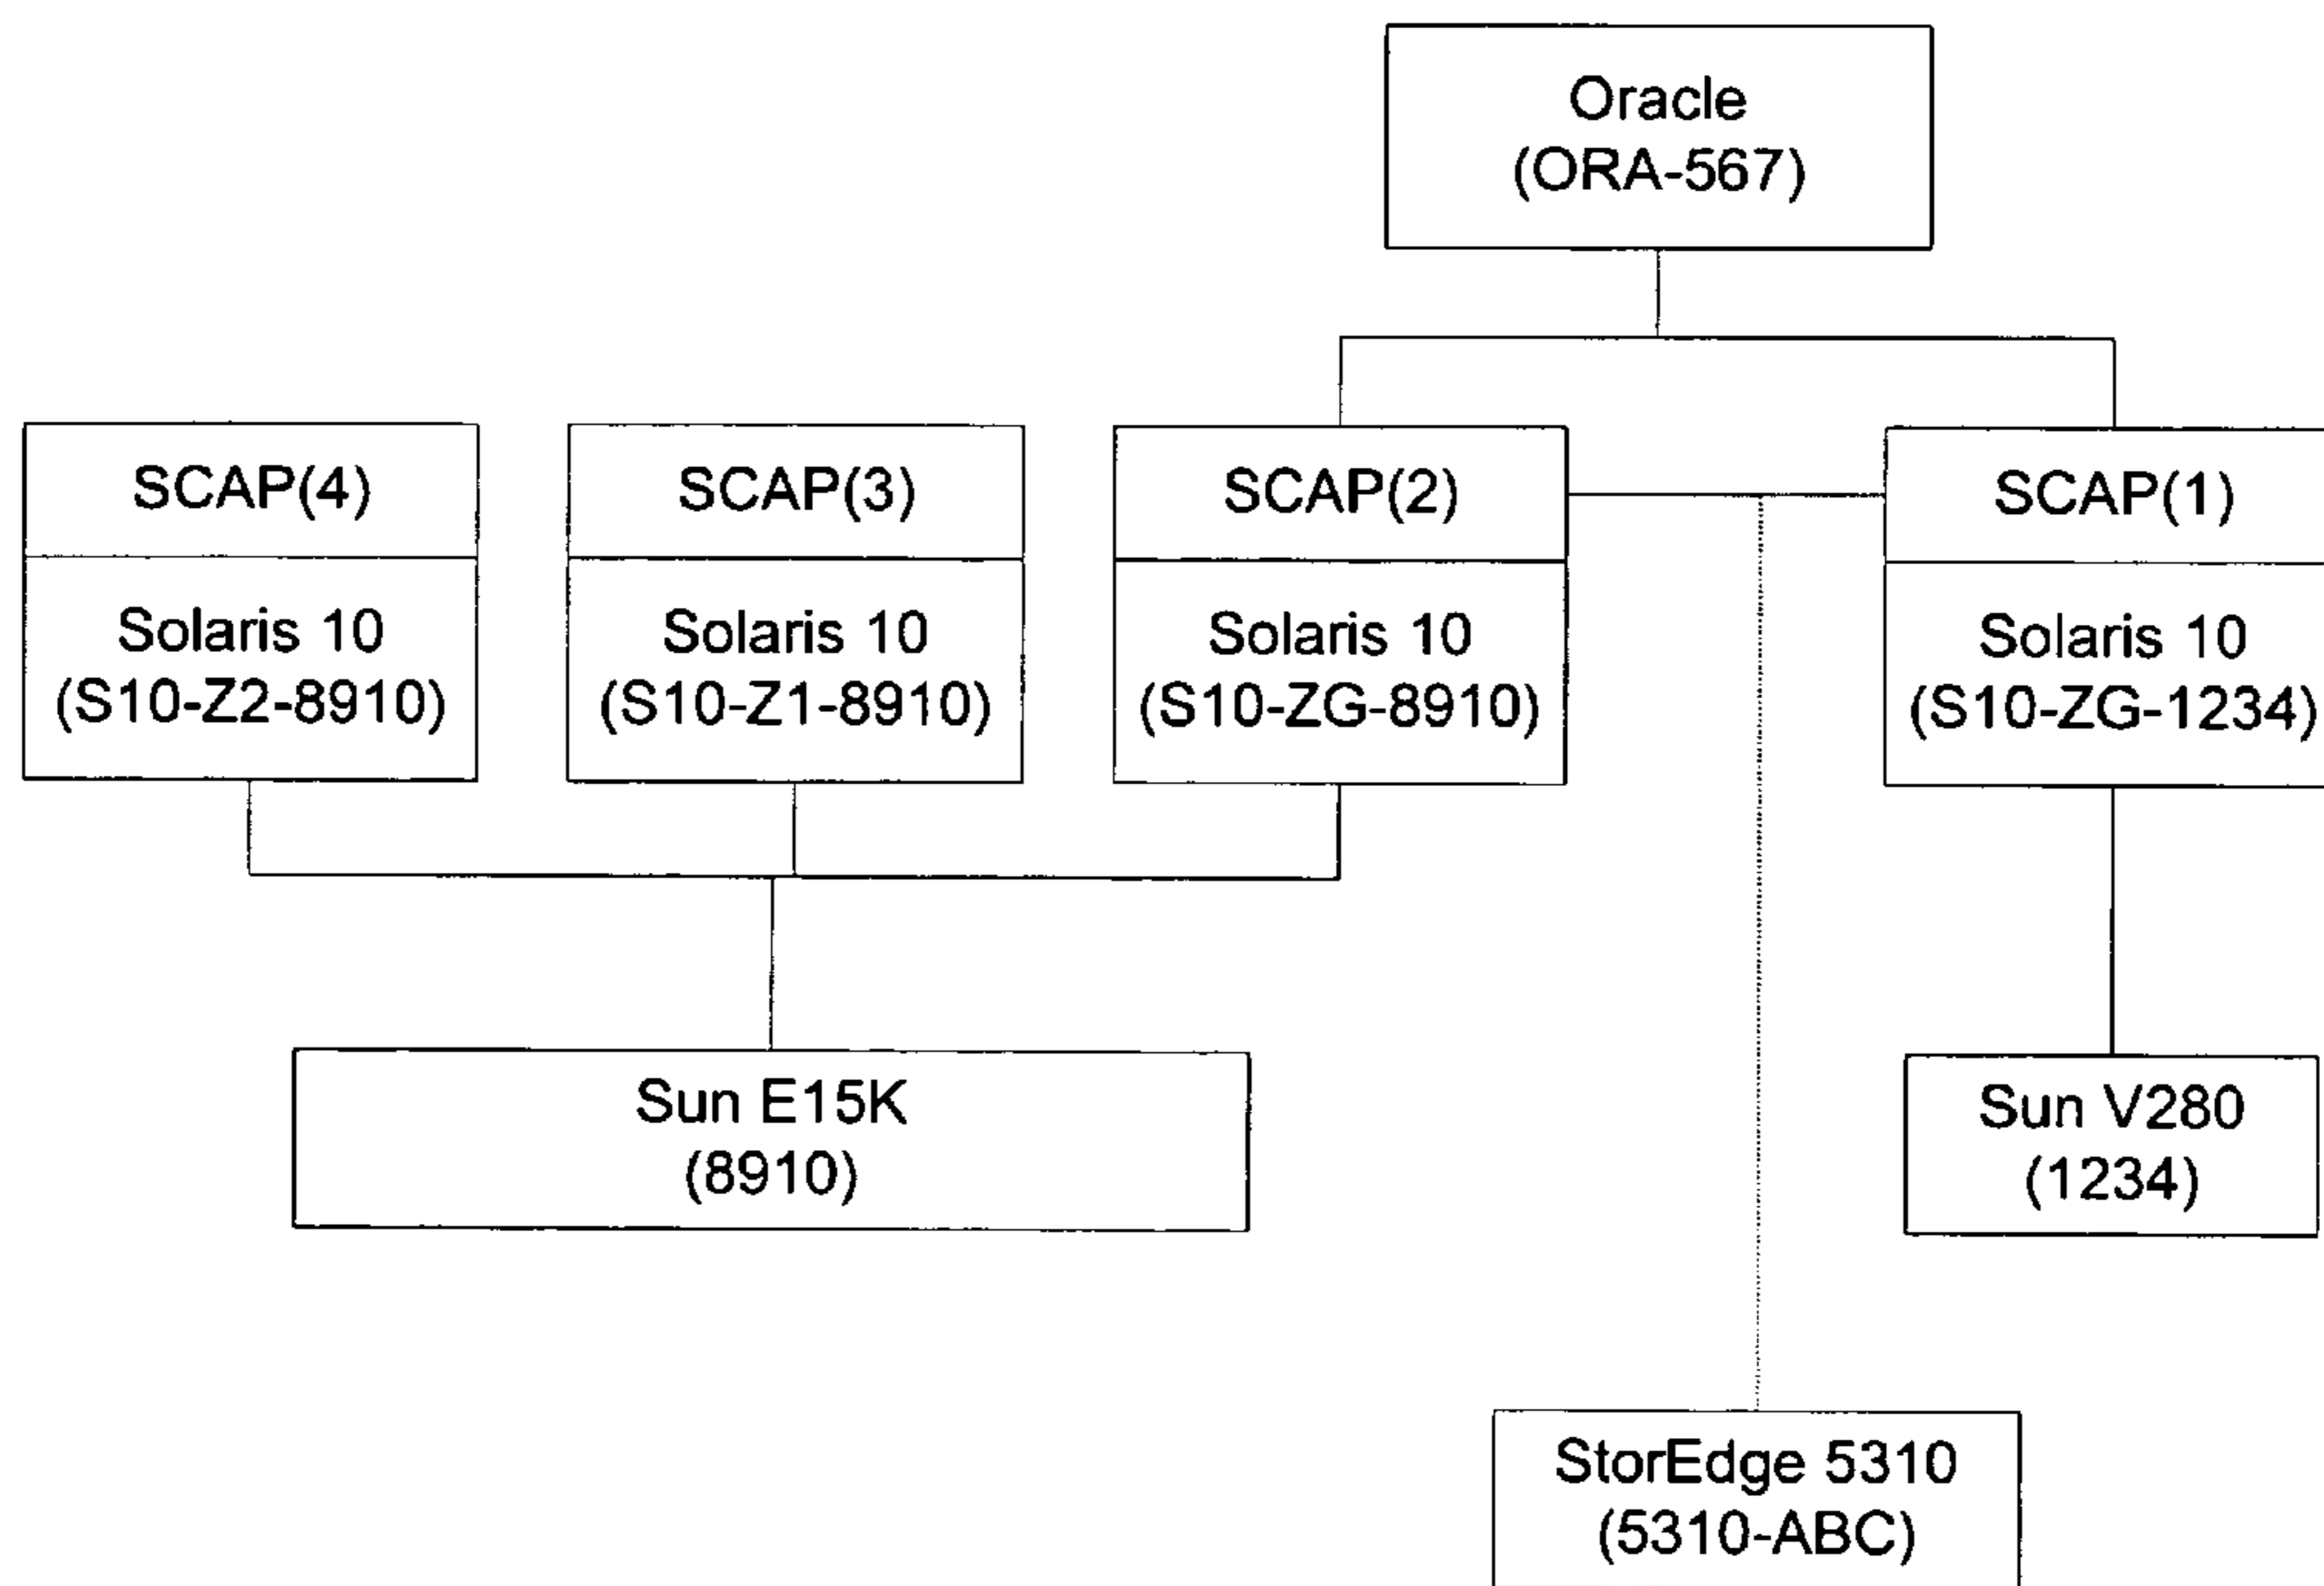 Oracle
(ORA-567)
SCAP(4)
SCAP(3)
SCAP(2)
SCAP(1)
Solaris 10
(S10-Z2-8910)
Solaris 10
(S10-Z1-8910)
Solaris 10
(S10-ZG-8910)
Solaris 10
(S10-ZG-1234)
Sun E15K
(8910)
Sun V280
(1234)
StorEdge 5310
(5310-ABC)